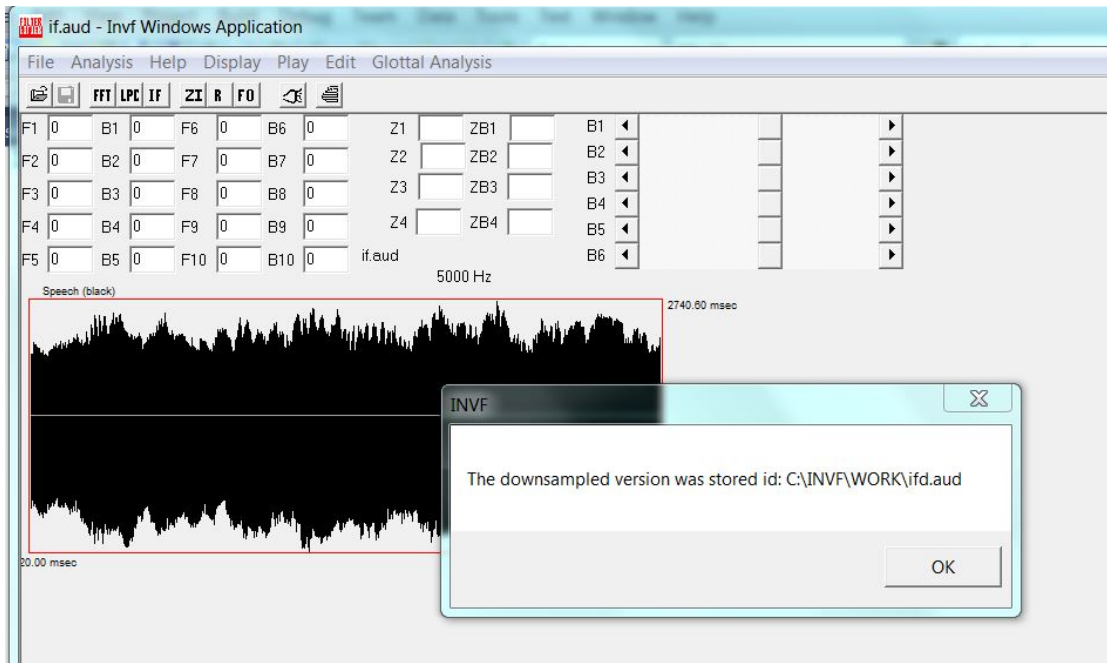 FILTER
if.aud - Invf Windows Application
File Analysis Help Display Play Edit Glottal Analysis
FFT LPC IF ZI R FO
F1 0 B1 0 F6 0 B6 0 Z1 ZB1 B1
F2 0 B2 0 F7 0 B7 0 Z2 ZB2 B2
F3 0 B3 0 F8 0 B8 0 Z3 ZB3 B3
F4 0 B4 0 F9 0 B9 0 Z4 ZB4 B4
F5 0 B5 0 F10 0 B10 0 if.aud B5
B6
5000 Hz
Speech (black)
2740.60 msec
INVF
The downsampled version was stored id: C:\INVF\WORK\ifd.aud
OK
20.00 msec